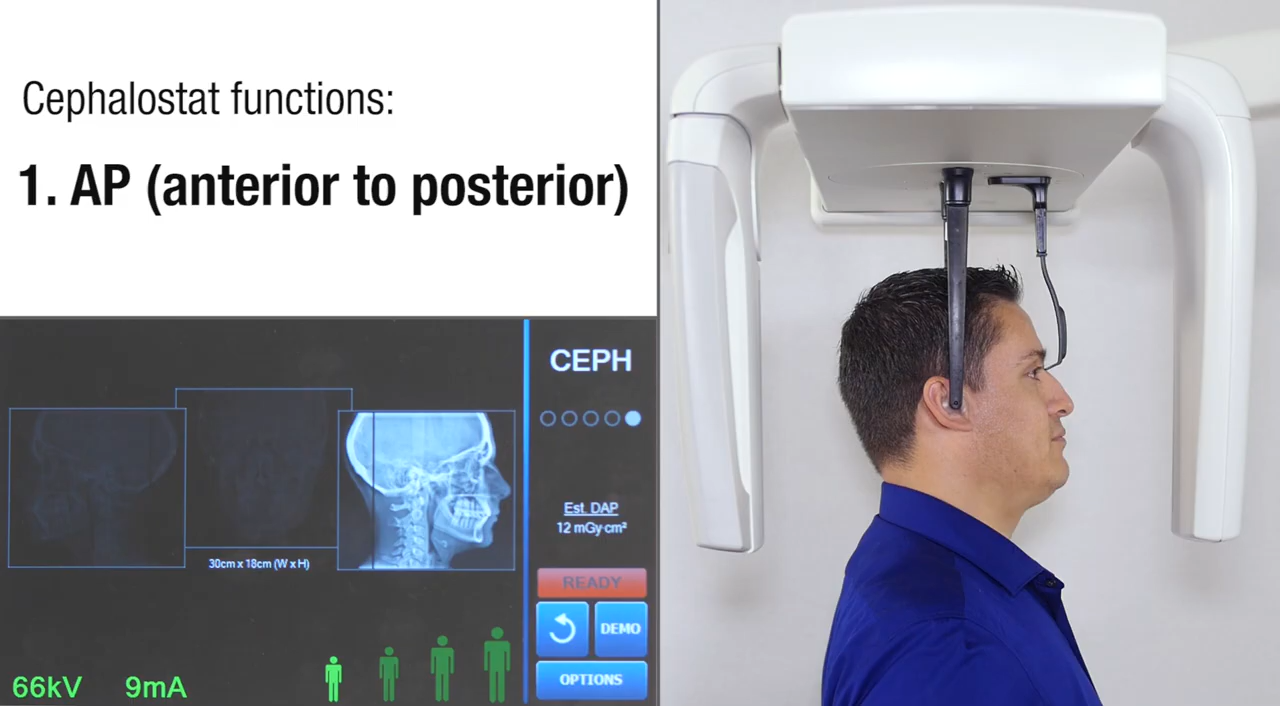 Cephalostat functions:
1. AP (anterior to posterior)
CEPH
Est. DAP
12 mGy·cm²
30cm x 18cm (W x H)
READY
DEMO
OPTIONS
66kV
9mA